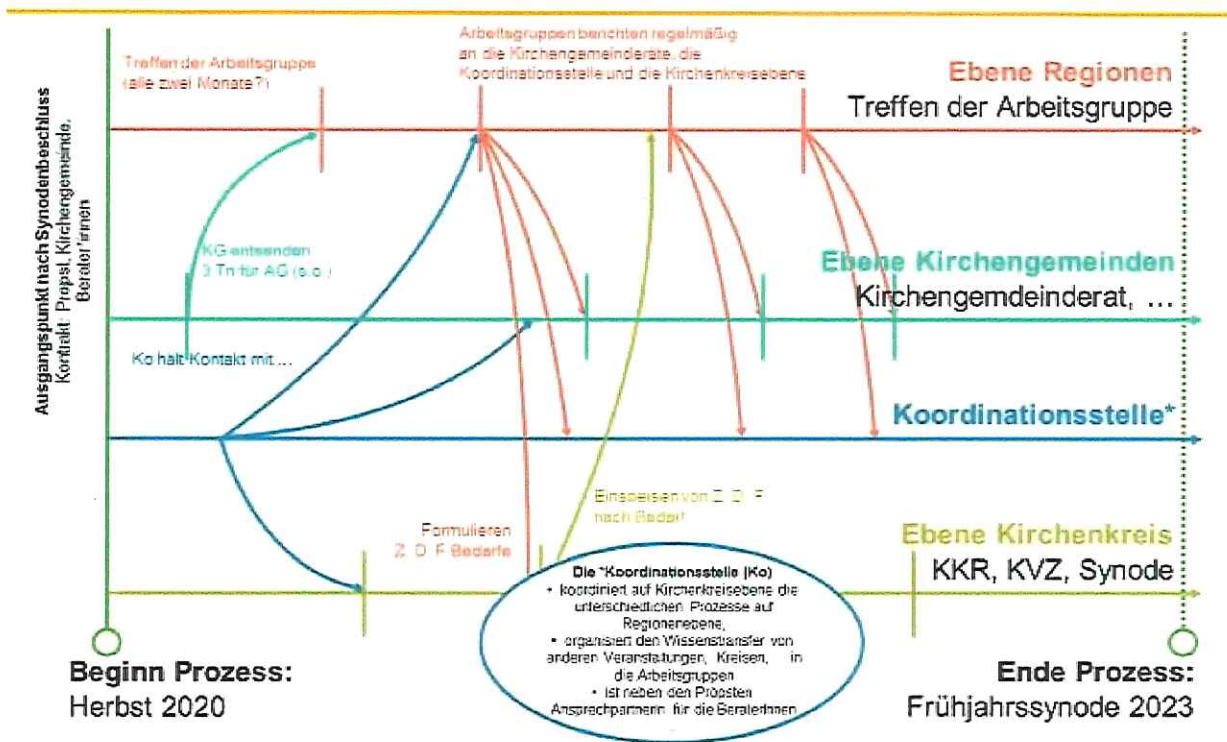 Ausgangspunkt nach Synodenbeschluss
Kontakt: Propst, Kirchengemeinde,
Berater*innen
Treffen der Arbeitsgruppe
(alle zwei Monate?)
Arbeitsgruppen berichten regelmäßig
an die Kirchengemeinderäte, die
Koordinationsstelle und die Kirchenkreisebene
Ebene Regionen
Treffen der Arbeitsgruppe
KG entsenden
3 Tn für AG (s.o.)
Ebene Kirchengemeinden
Kirchengemdeinderat, ...
Ko hält Kontakt mit ...
Koordinationsstelle*
Einspeisen von Z, D, F
nach Bedarf
Formulieren
Z, D, F Bedarfe
Ebene Kirchenkreis
KKR, KVZ, Synode
Die *Koordinationsstelle (Ko)
• koordiniert auf Kirchenkreisebene die
unterschiedlichen Prozesse auf
Regionenebene,
• organisiert den Wissenstransfer von
anderen Veranstaltungen, Kreisen, in
die Arbeitsgruppen
• ist neben den Pröpsten
Ansprechpartnerin für die BeraterInnen
Beginn Prozess:
Herbst 2020
Ende Prozess:
Frühjahrssynode 2023